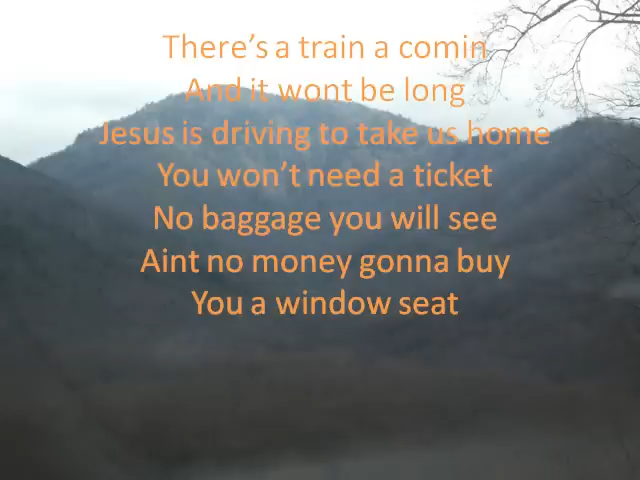 There’s a train a comin
And it wont be long
Jesus is driving to take us home
You won’t need a ticket
No baggage you will see
Aint no money gonna buy
You a window seat